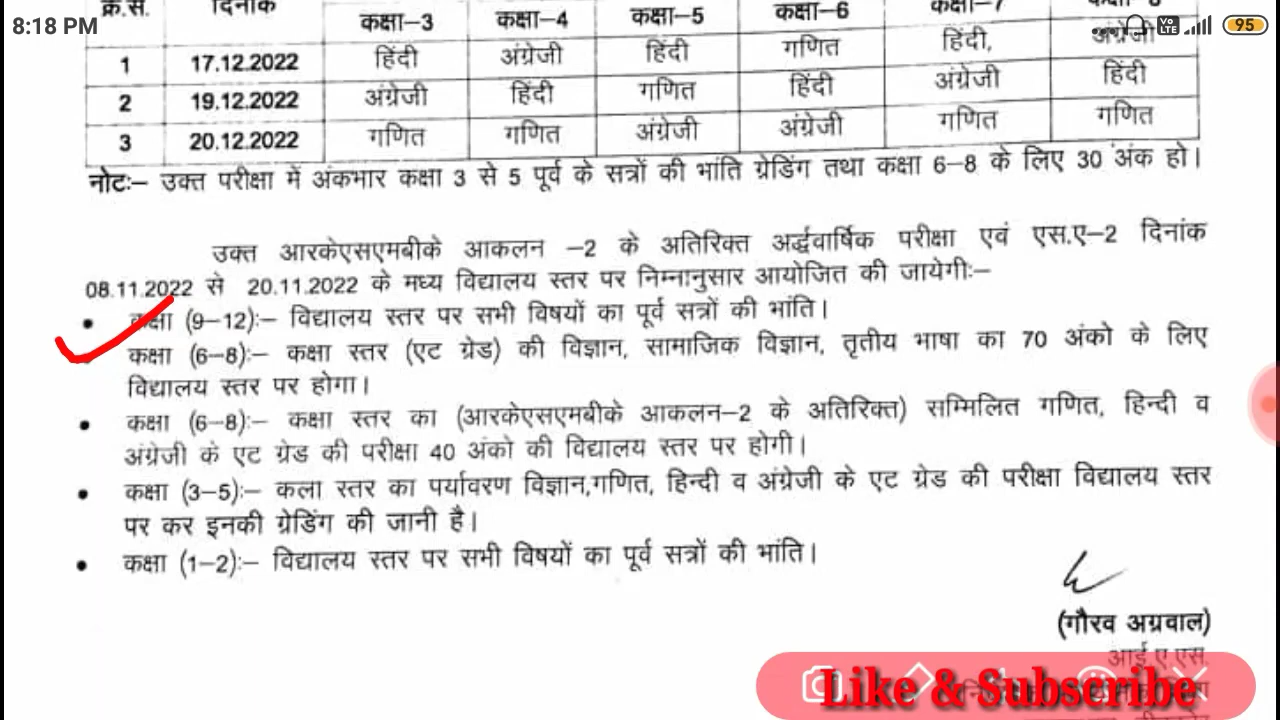 8:18 PM
Vo LTE
95
क्र.स. दिनांक कक्षा–3 कक्षा–4 कक्षा–5 कक्षा–6 कक्षा–7
1 17.12.2022 हिंदी अंग्रेजी हिंदी गणित हिंदी, अंग्रेजी
2 19.12.2022 अंग्रेजी हिंदी गणित हिंदी अंग्रेजी हिंदी
3 20.12.2022 गणित गणित अंग्रेजी अंग्रेजी गणित गणित
नोटः– उक्त परीक्षा में अंकभार कक्षा 3 से 5 पूर्व के सत्रों की भांति ग्रेडिंग तथा कक्षा 6–8 के लिए 30 अंक हो।
उक्त आरकेएसएमबीके आकलन –2 के अतिरिक्त अर्द्धवार्षिक परीक्षा एवं एस.ए–2 दिनांक
08.11.2022 से 20.11.2022 के मध्य विद्यालय स्तर पर निम्नानुसार आयोजित की जायेगीः–
• कक्षा (9–12)ः– विद्यालय स्तर पर सभी विषयों का पूर्व सत्रों की भांति।
कक्षा (6–8)ः– कक्षा स्तर (एट ग्रेड) की विज्ञान, सामाजिक विज्ञान, तृतीय भाषा का 70 अंको के लिए
विद्यालय स्तर पर होगा।
• कक्षा (6–8)ः– कक्षा स्तर का (आरकेएसएमबीके आकलन–2 के अतिरिक्त) सम्मिलित गणित, हिन्दी व
अंग्रेजी के एट ग्रेड की परीक्षा 40 अंको की विद्यालय स्तर पर होगी।
• कक्षा (3–5)ः– कला स्तर का पर्यावरण विज्ञान,गणित, हिन्दी व अंग्रेजी के एट ग्रेड की परीक्षा विद्यालय स्तर
पर कर इनकी ग्रेडिंग की जानी है।
• कक्षा (1–2)ः– विद्यालय स्तर पर सभी विषयों का पूर्व सत्रों की भांति।
(गौरव अग्रवाल)
आई.ए.एस.
Like & Subscribe